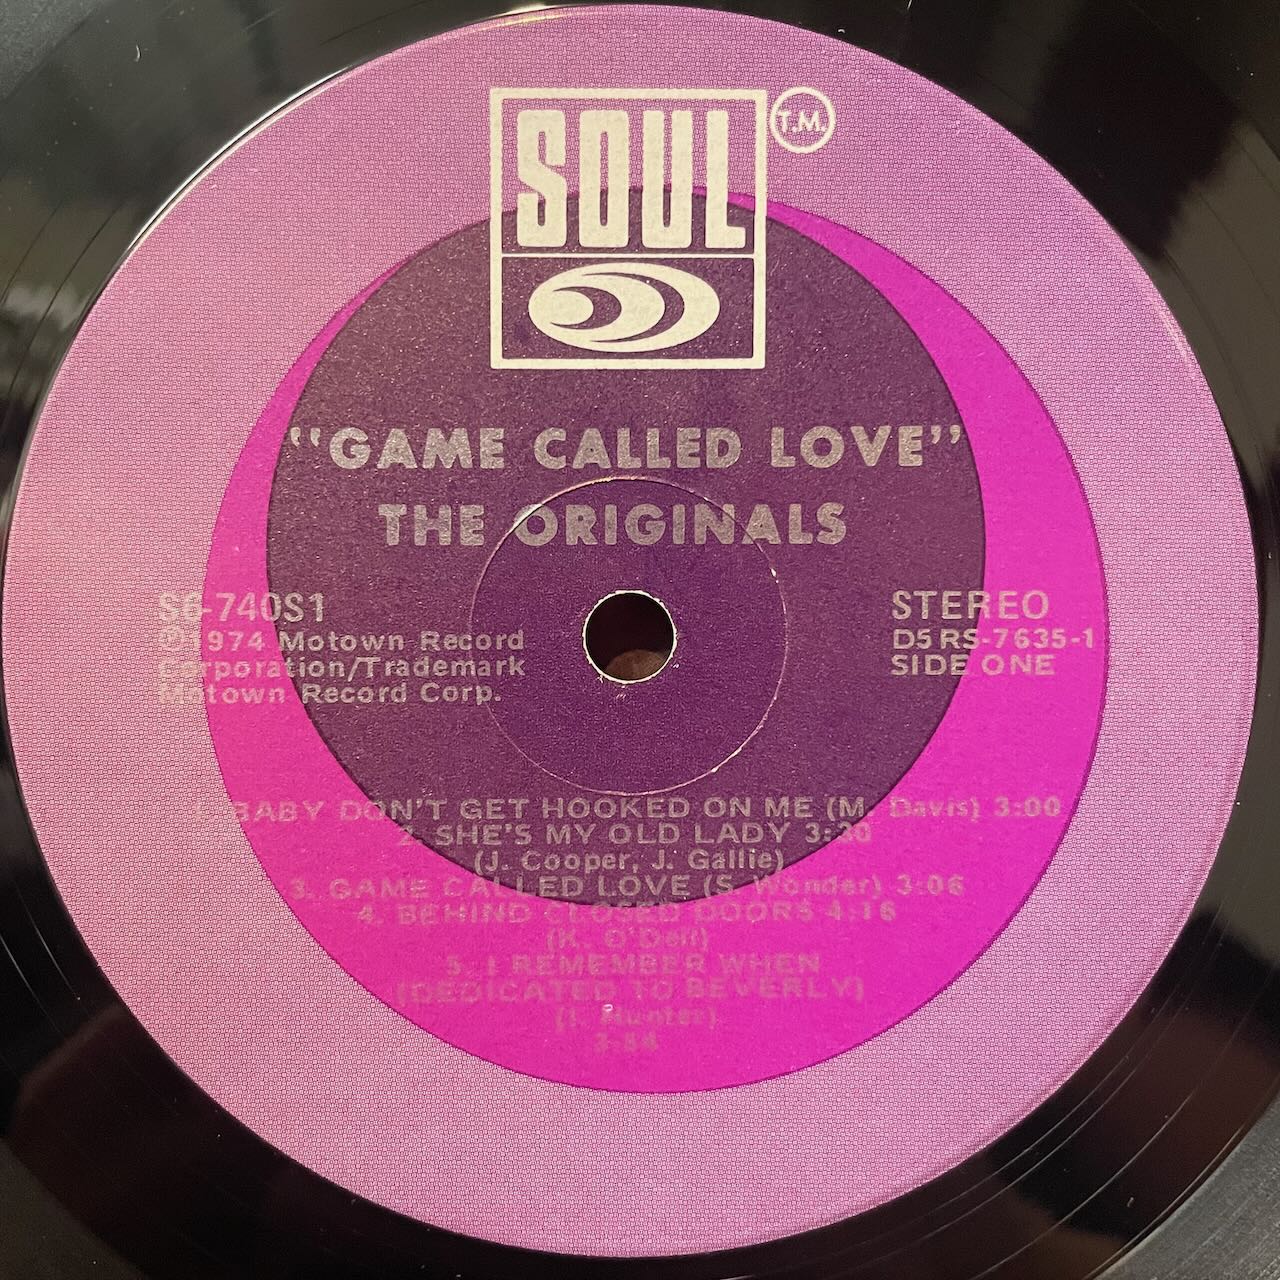 SOUL
T.M.
"GAME CALLED LOVE"
THE ORIGINALS
S6-740S1
℗1974 Motown Record
Corporation/Trademark
Motown Record Corp.
STEREO
D5RS-7635-1
SIDE ONE
1. BABY DON'T GET HOOKED ON ME (M. Davis) 3:00
2. SHE'S MY OLD LADY 3:30
(J. Cooper, J. Gallie)
3. GAME CALLED LOVE (S. Wonder) 3:06
4. BEHIND CLOSED DOORS 4:16
(K. O'Dell)
5. I REMEMBER WHEN
(DEDICATED TO BEVERLY)
Hunter)